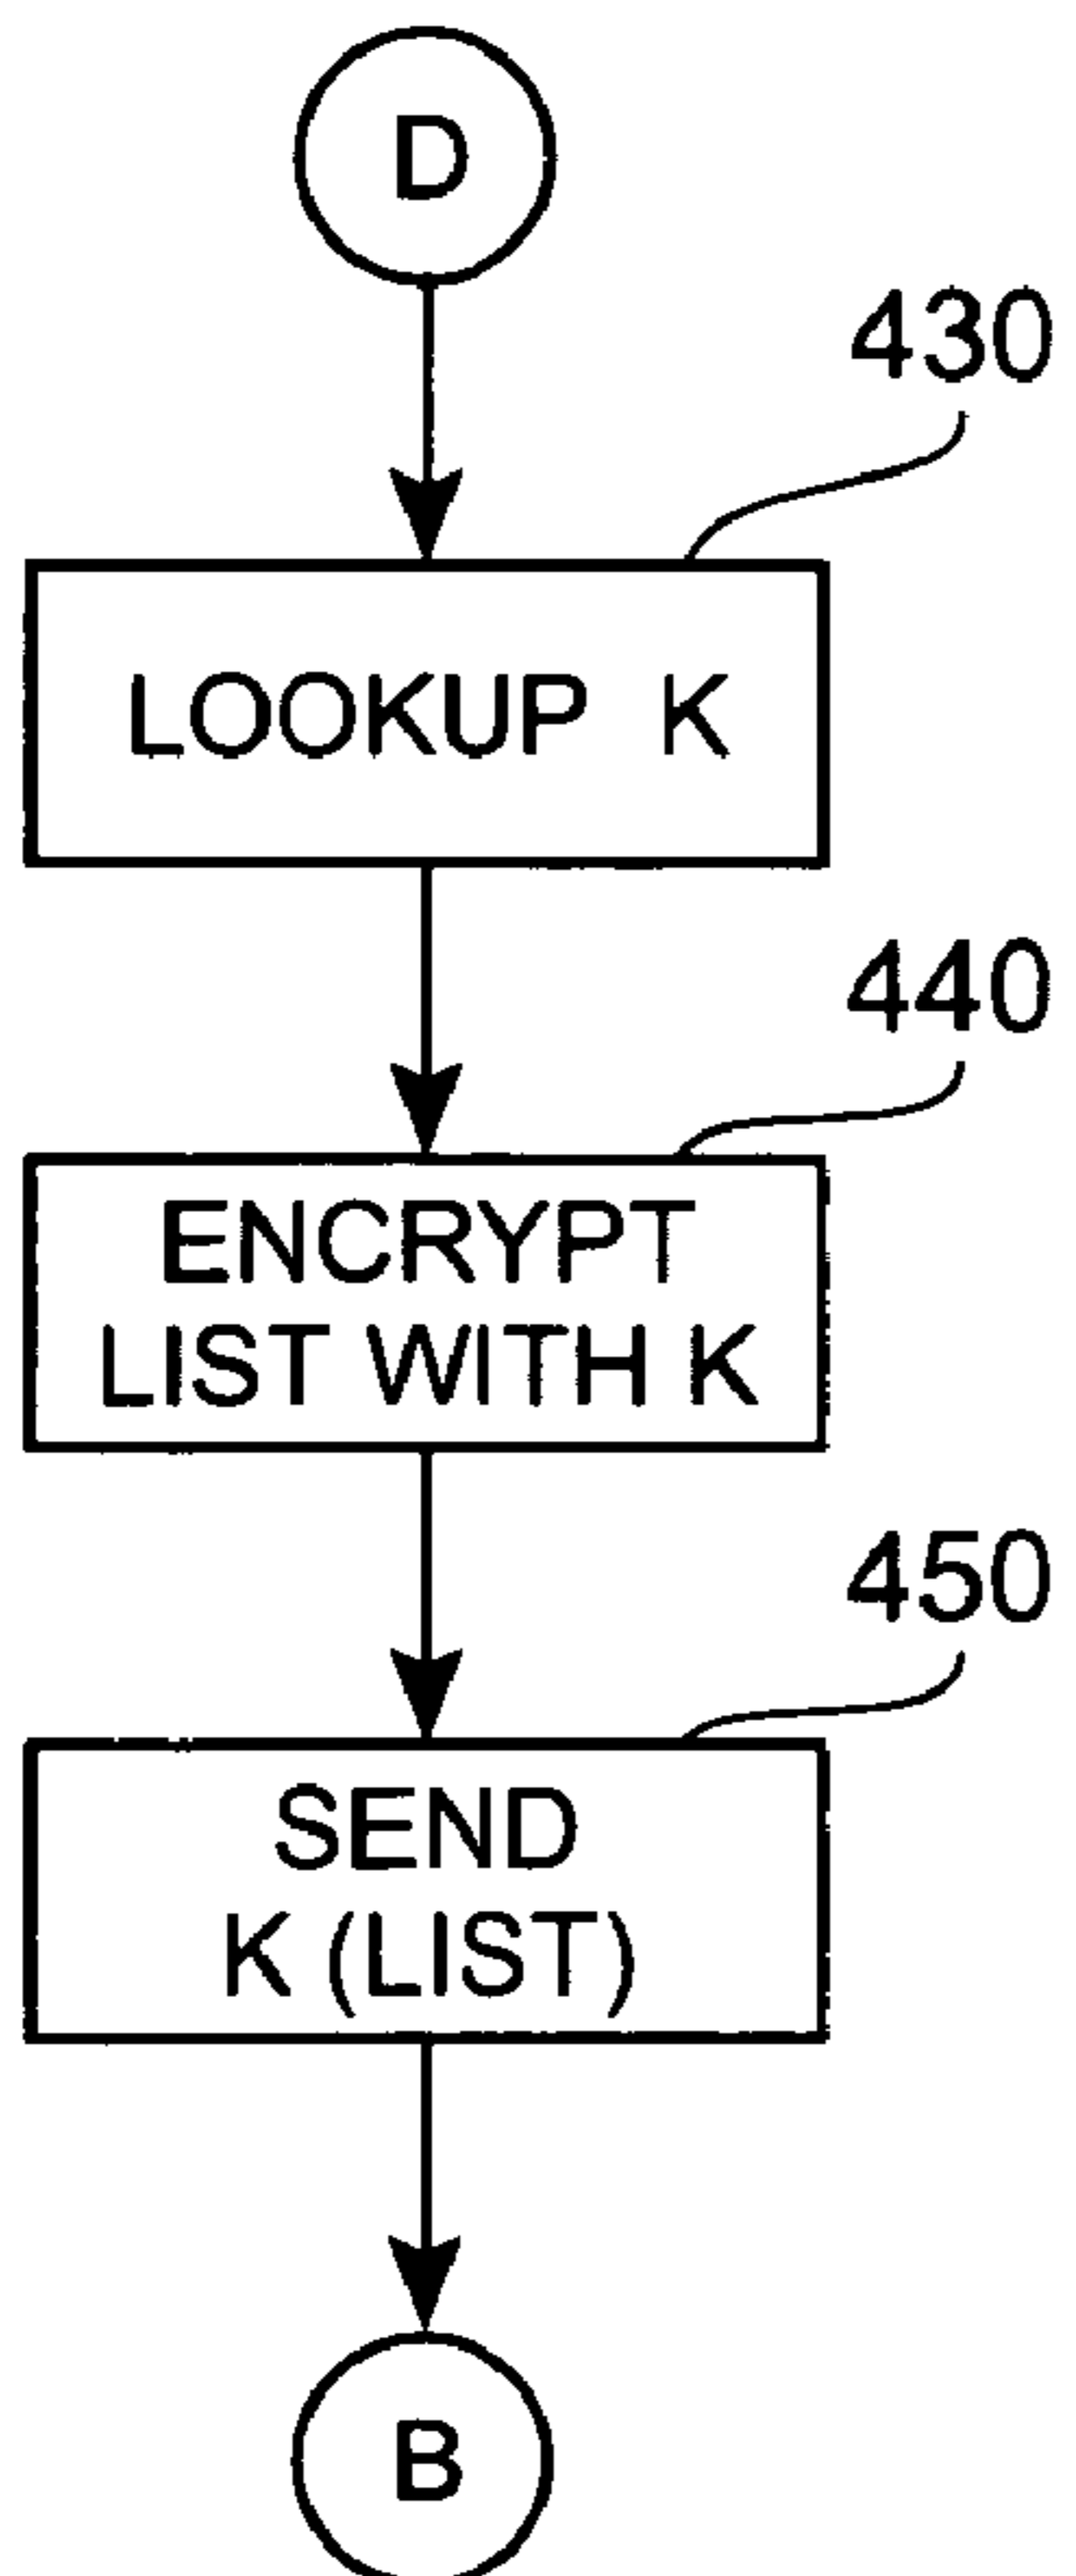 D
430
LOOKUP K
440
ENCRYPT
LIST WITH K
450
SEND
K (LIST)
B